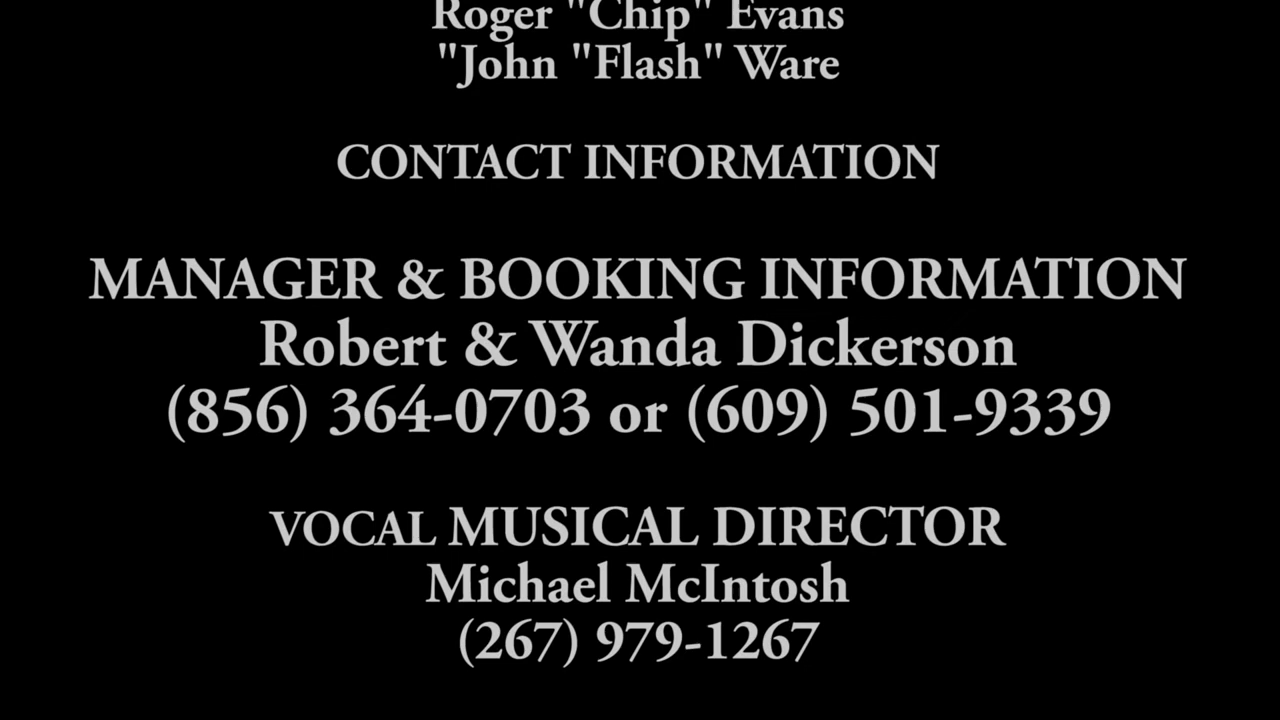 Roger "Chip" Evans
"John "Flash" Ware
CONTACT INFORMATION
MANAGER & BOOKING INFORMATION
Robert & Wanda Dickerson
(856) 364-0703 or (609) 501-9339
VOCAL MUSICAL DIRECTOR
Michael McIntosh
(267) 979-1267